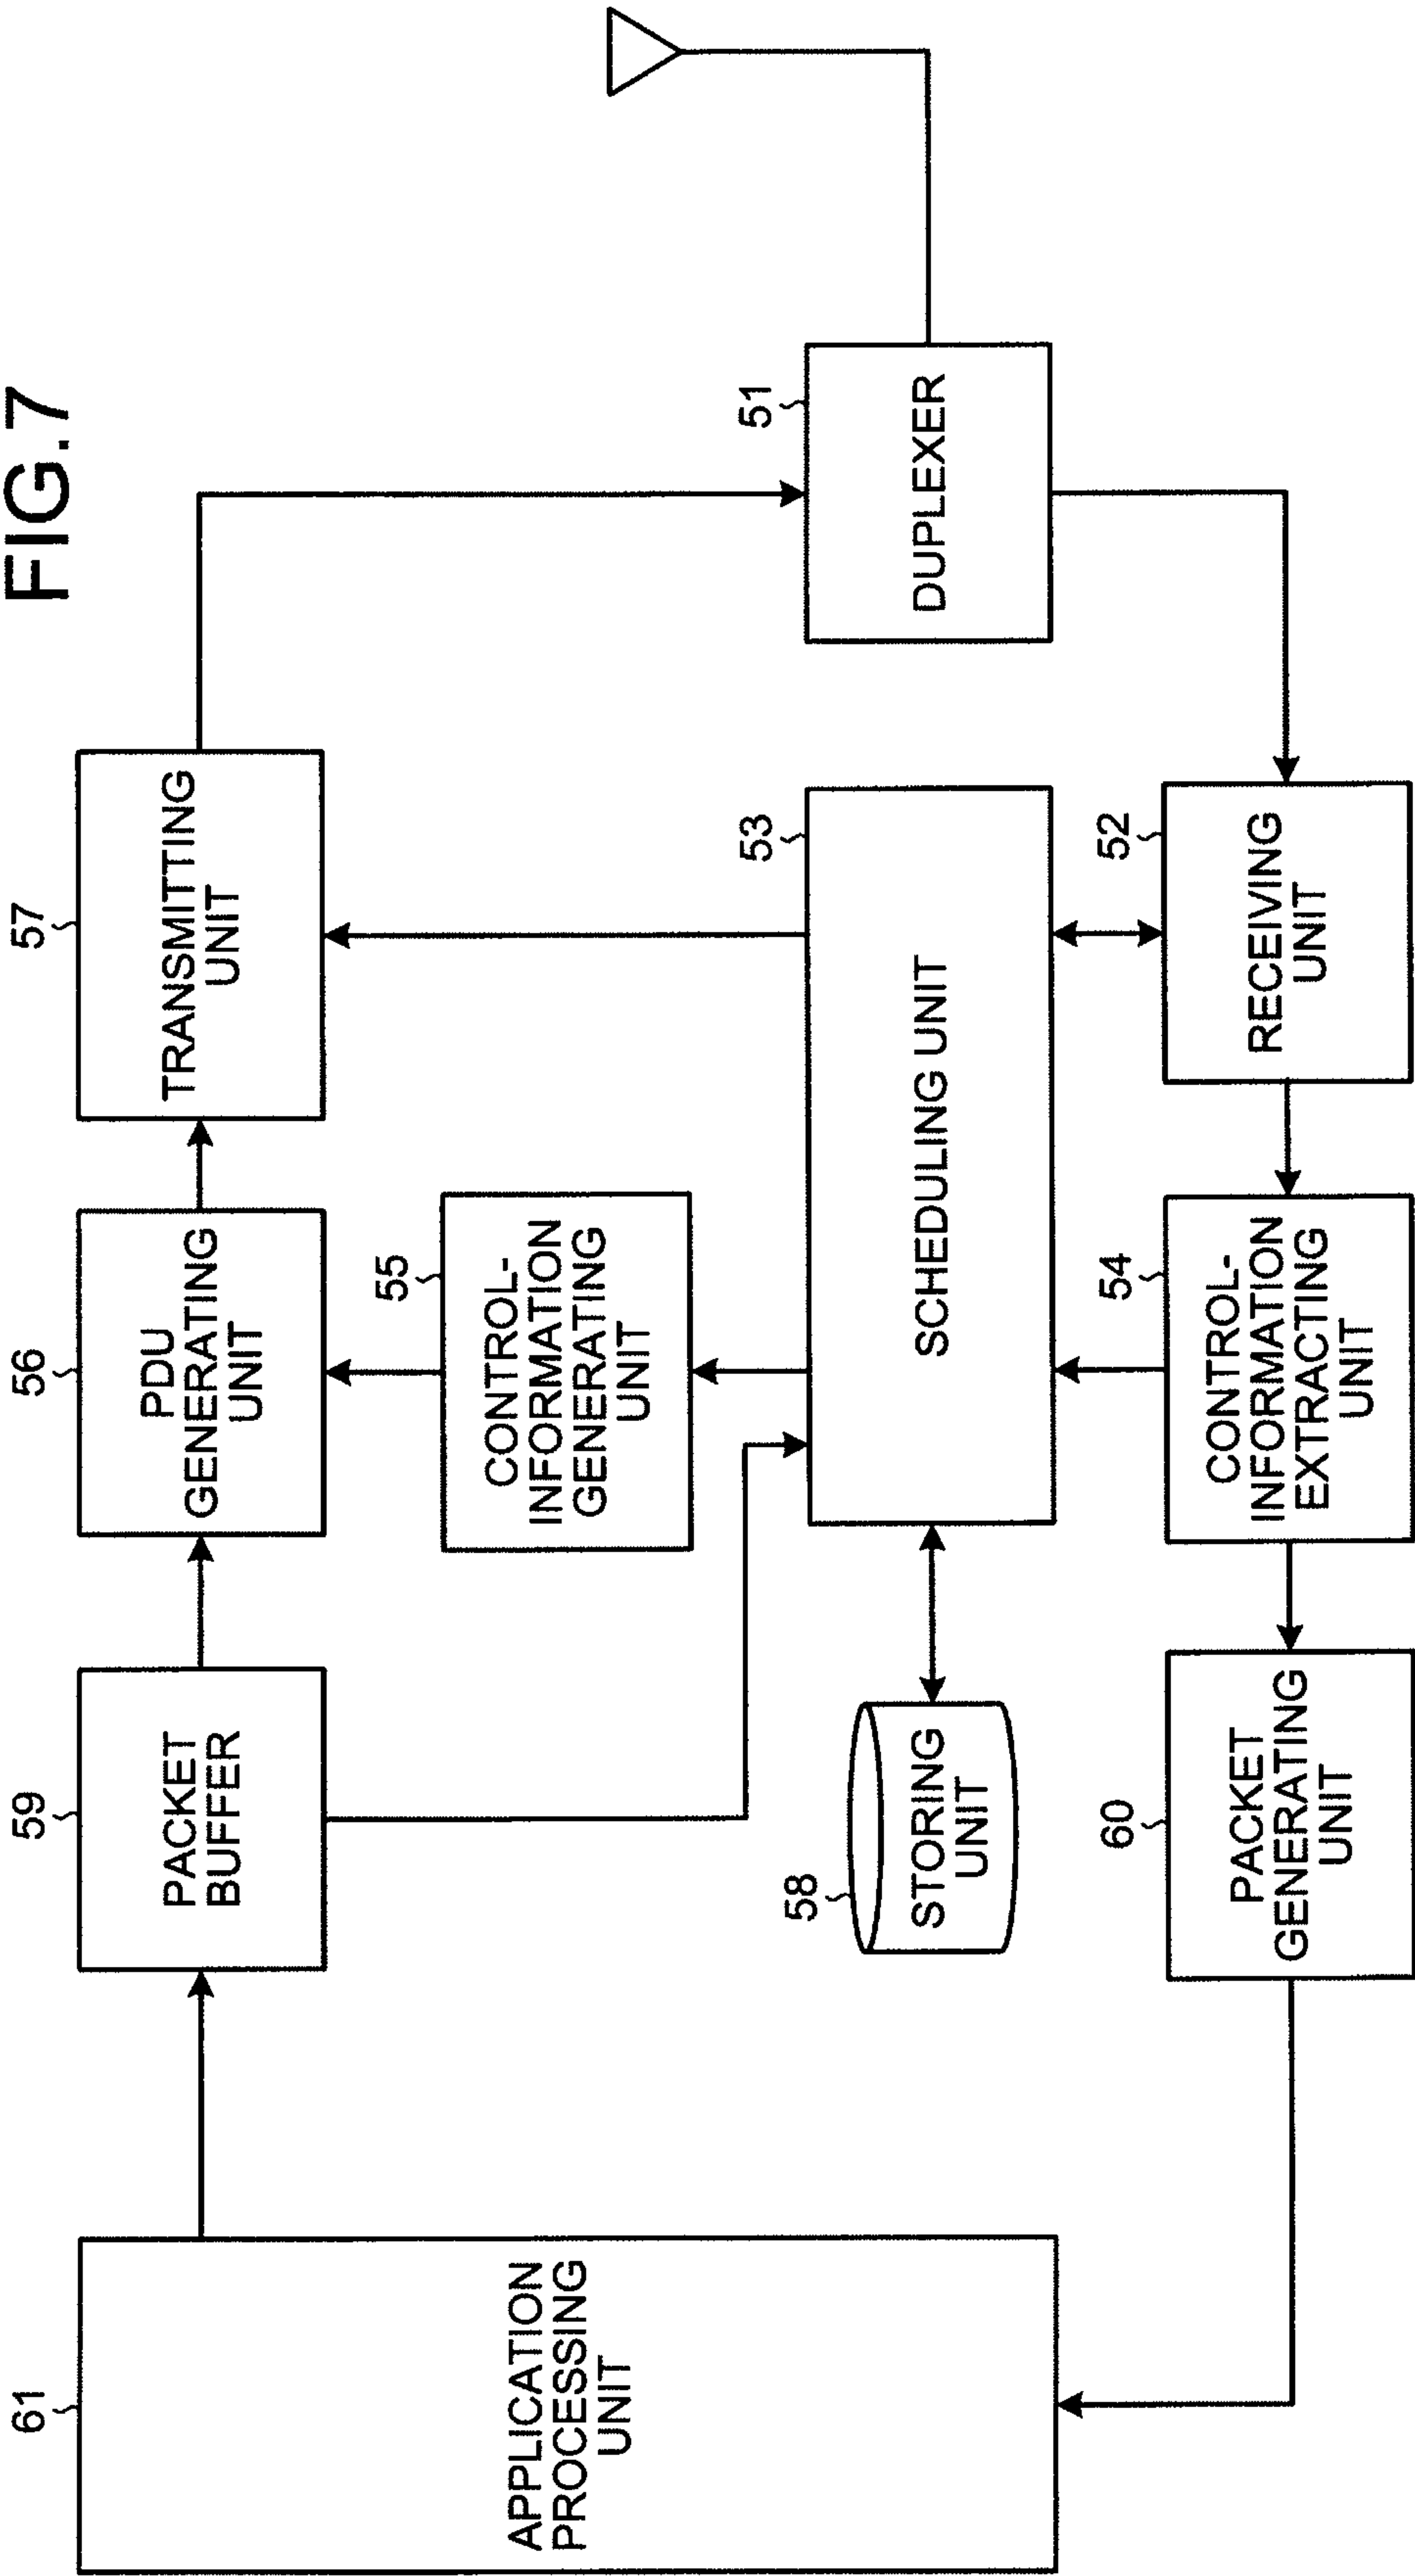 FIG.7
61
APPLICATION
PROCESSING
UNIT
59
PACKET
BUFFER
56
PDU
GENERATING
UNIT
57
TRANSMITTING
UNIT
55
CONTROL-
INFORMATION
GENERATING
UNIT
58
STORING
UNIT
53
SCHEDULING UNIT
51
DUPLEXER
60
PACKET
GENERATING
UNIT
54
CONTROL-
INFORMATION
EXTRACTING
UNIT
52
RECEIVING
UNIT